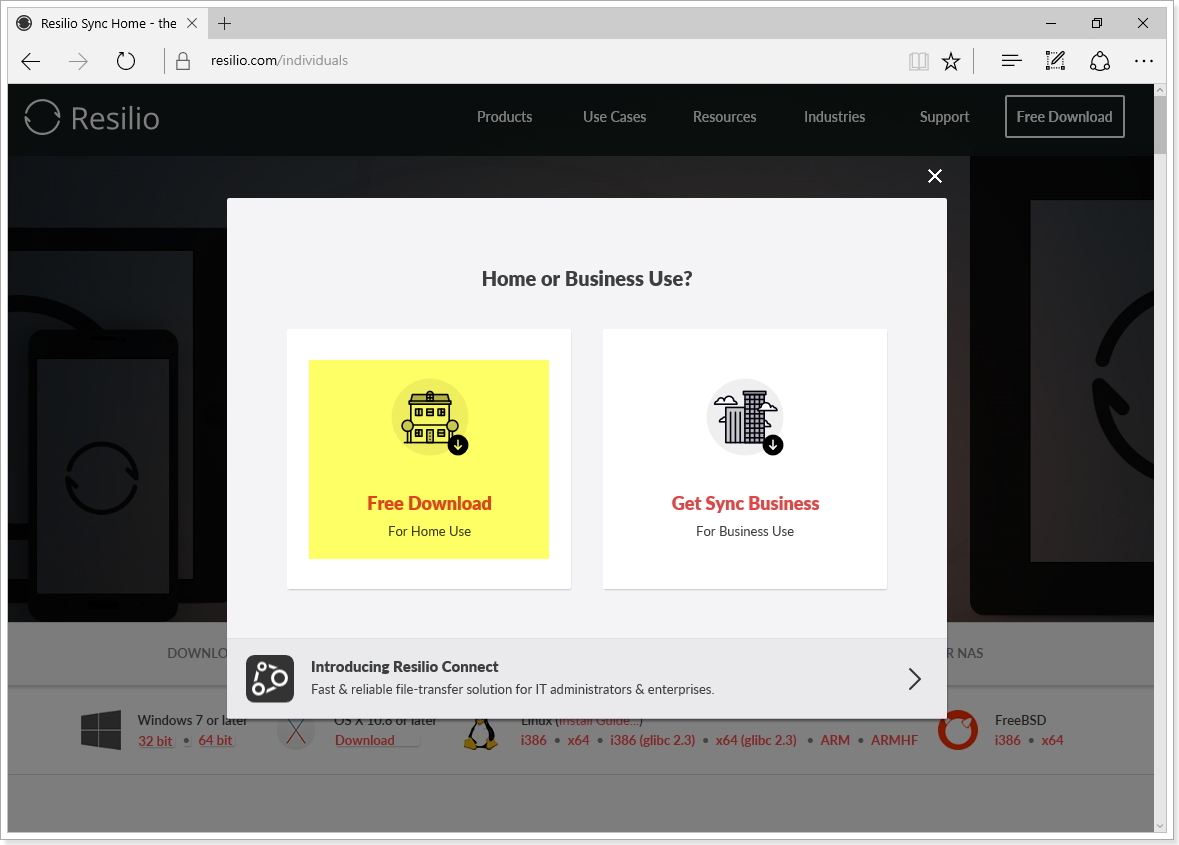 Resilio Sync Home - the
resilio.com/individuals
Resilio
Products Use Cases Resources Industries Support Free Download
Home or Business Use?
Free Download
For Home Use
Get Sync Business
For Business Use
DOWNLO
R NAS
Introducing Resilio Connect
Fast & reliable file-transfer solution for IT administrators & enterprises.
Windows 7 or later
32 bit • 64 bit
OS X 10.8 or later
Download
Linux (Install Guide...)
i386 • x64 • i386 (glibc 2.3) • x64 (glibc 2.3) • ARM • ARMHF
FreeBSD
i386 • x64